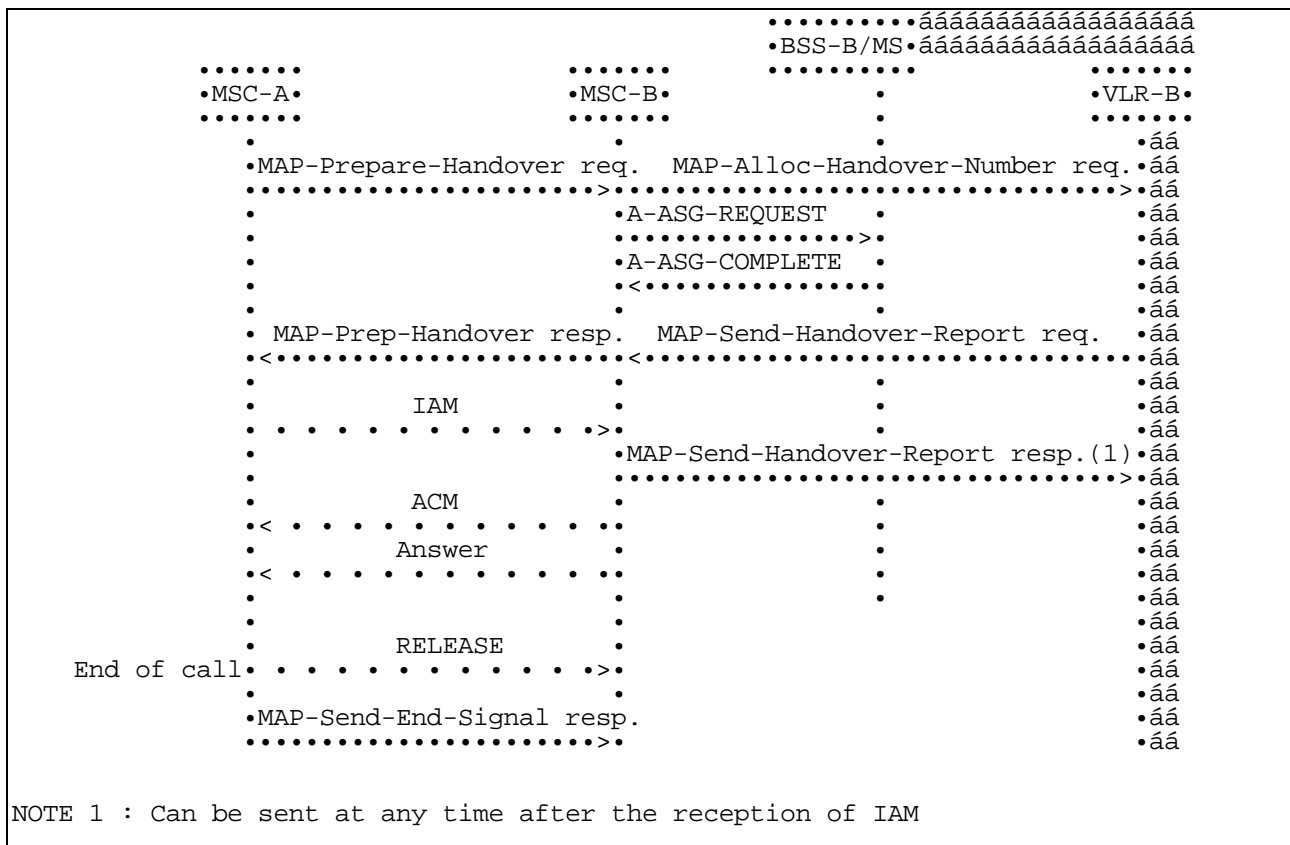 BSS-B/MS
MSC-A MSC-B VLR-B
MAP-Prepare-Handover req. MAP-Alloc-Handover-Number req.
A-ASG-REQUEST
A-ASG-COMPLETE
MAP-Prep-Handover resp. MAP-Send-Handover-Report req.
IAM
MAP-Send-Handover-Report resp.(1)
ACM
Answer
RELEASE
End of call
MAP-Send-End-Signal resp.
NOTE 1 : Can be sent at any time after the reception of IAM